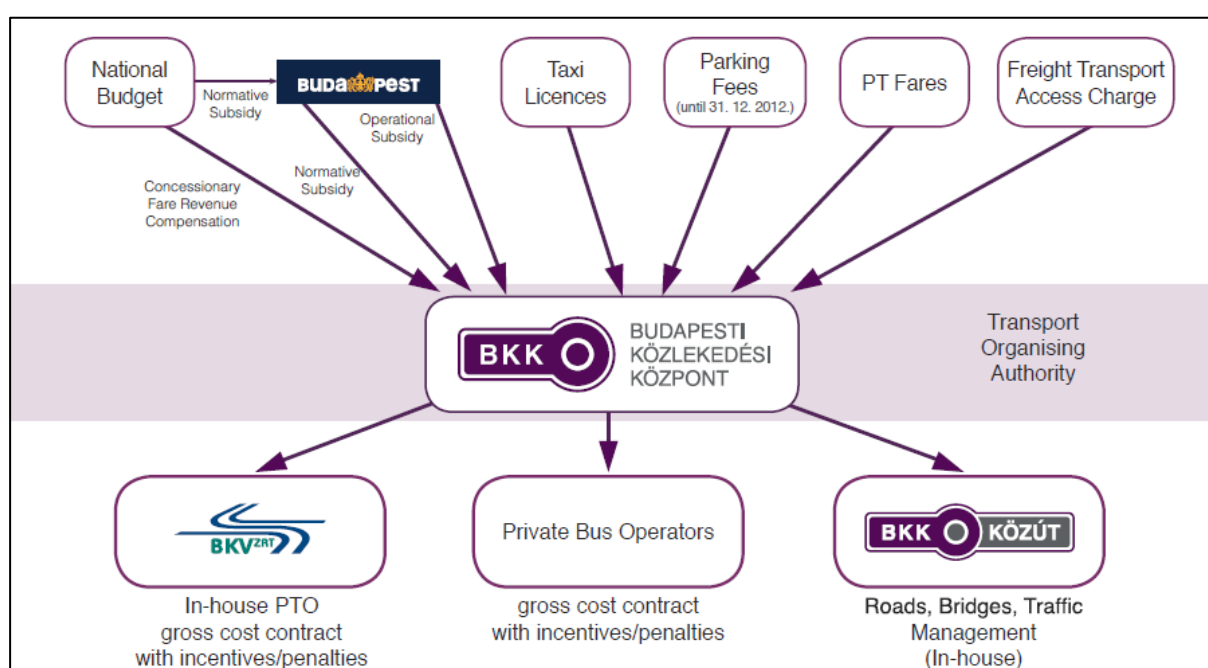 National
Budget
Normative
Subsidy
BUDAPEST
Operational
Subsidy
Taxi
Licences
Parking
Fees
(until 31. 12. 2012.)
PT Fares
Freight Transport
Access Charge
Concessionary
Fare Revenue
Compensation
Normative
Subsidy
BKK
BUDAPESTI
KÖZLEKEDÉSI
KÖZPONT
Transport
Organising
Authority
BKV ZRT
In-house PTO
gross cost contract
with incentives/penalties
Private Bus Operators
gross cost contract
with incentives/penalties
BKK KÖZÚT
Roads, Bridges, Traffic
Management
(In-house)